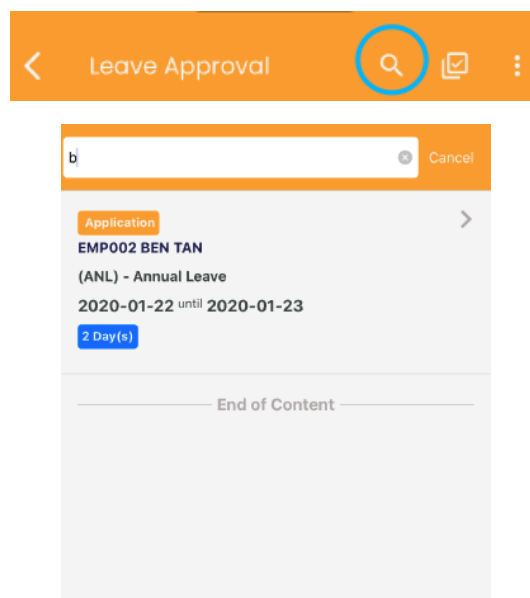 Leave Approval
b
Cancel
Application
EMP002 BEN TAN
(ANL) - Annual Leave
2020-01-22 until 2020-01-23
2 Day(s)
End of Content